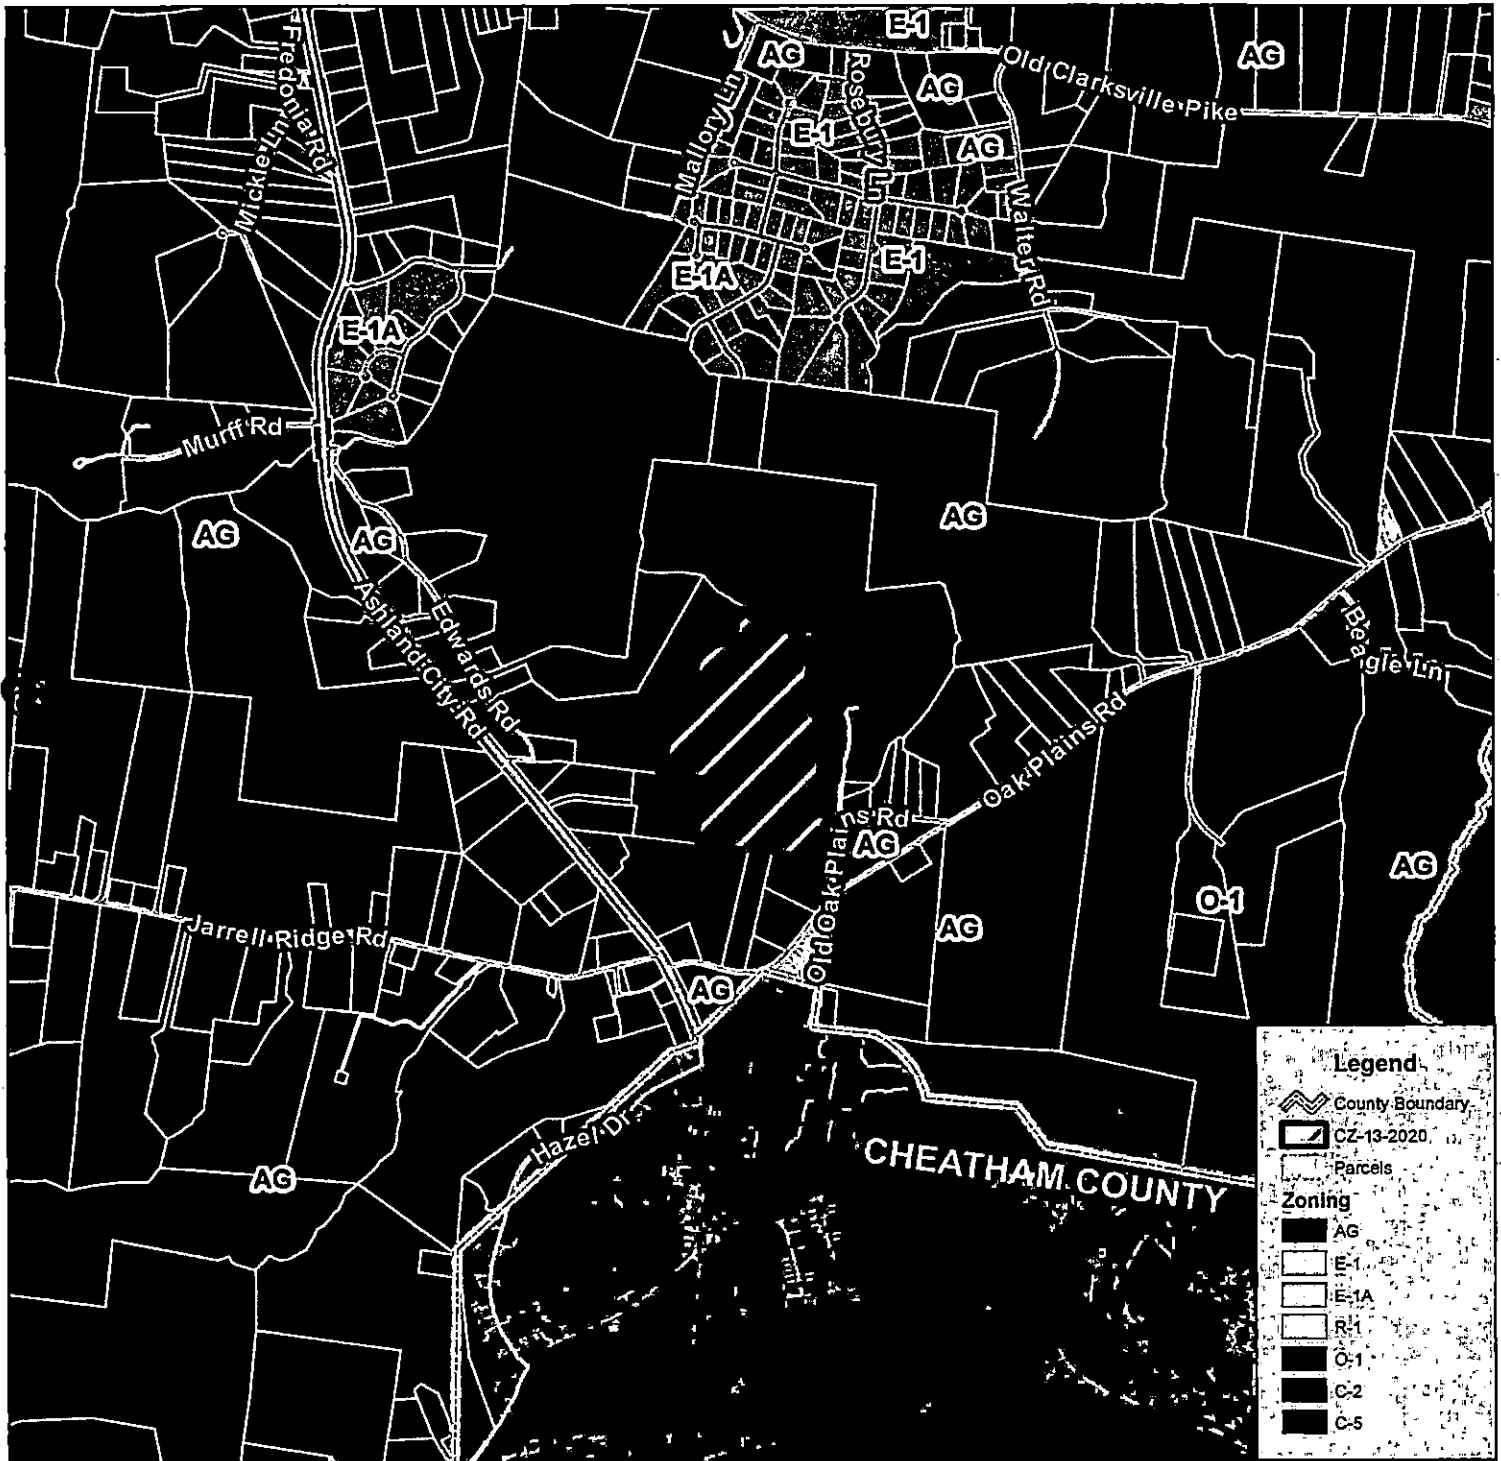 E-1
AG
AG
Old Clarksville Pike
AG
Fredonia Rd
Mickle Ln
Mallory Ln
Rosebury Ln
E-1
AG
Walter Rd
E-1A
E-1
E-1A
Murff Rd
AG
AG
AG
Ashland City Rd
Edwards Rd
Beagle Ln
Oak Plains Rd
Old Oak Plains Rd
AG
AG
O-1
Jarrell Ridge Rd
AG
AG
Hazel Dr
AG
CHEATHAM COUNTY
Legend
County Boundary
CZ-13-2020
Parcels
Zoning
AG
E-1
E-1A
R-1
O-1
C-2
C-5